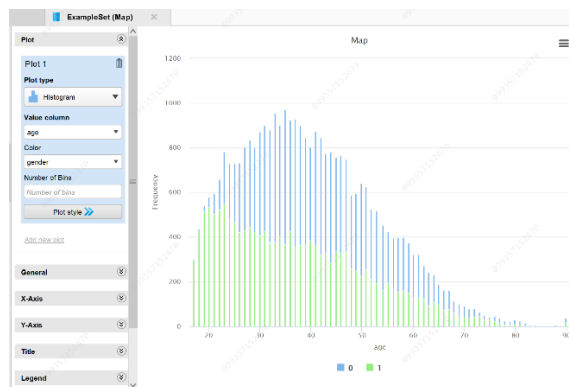 ExampleSet (Map)
Plot
Plot 1
Plot type
Histogram
Value column
age
Color
gender
Number of Bins
Number of bins
Plot style
Add new plot
General
X-Axis
Y-Axis
Title
Legend
Map
1200
1000
800
600
400
200
0
Frequency
20 30 40 50 60 70 80 90
age
0 1